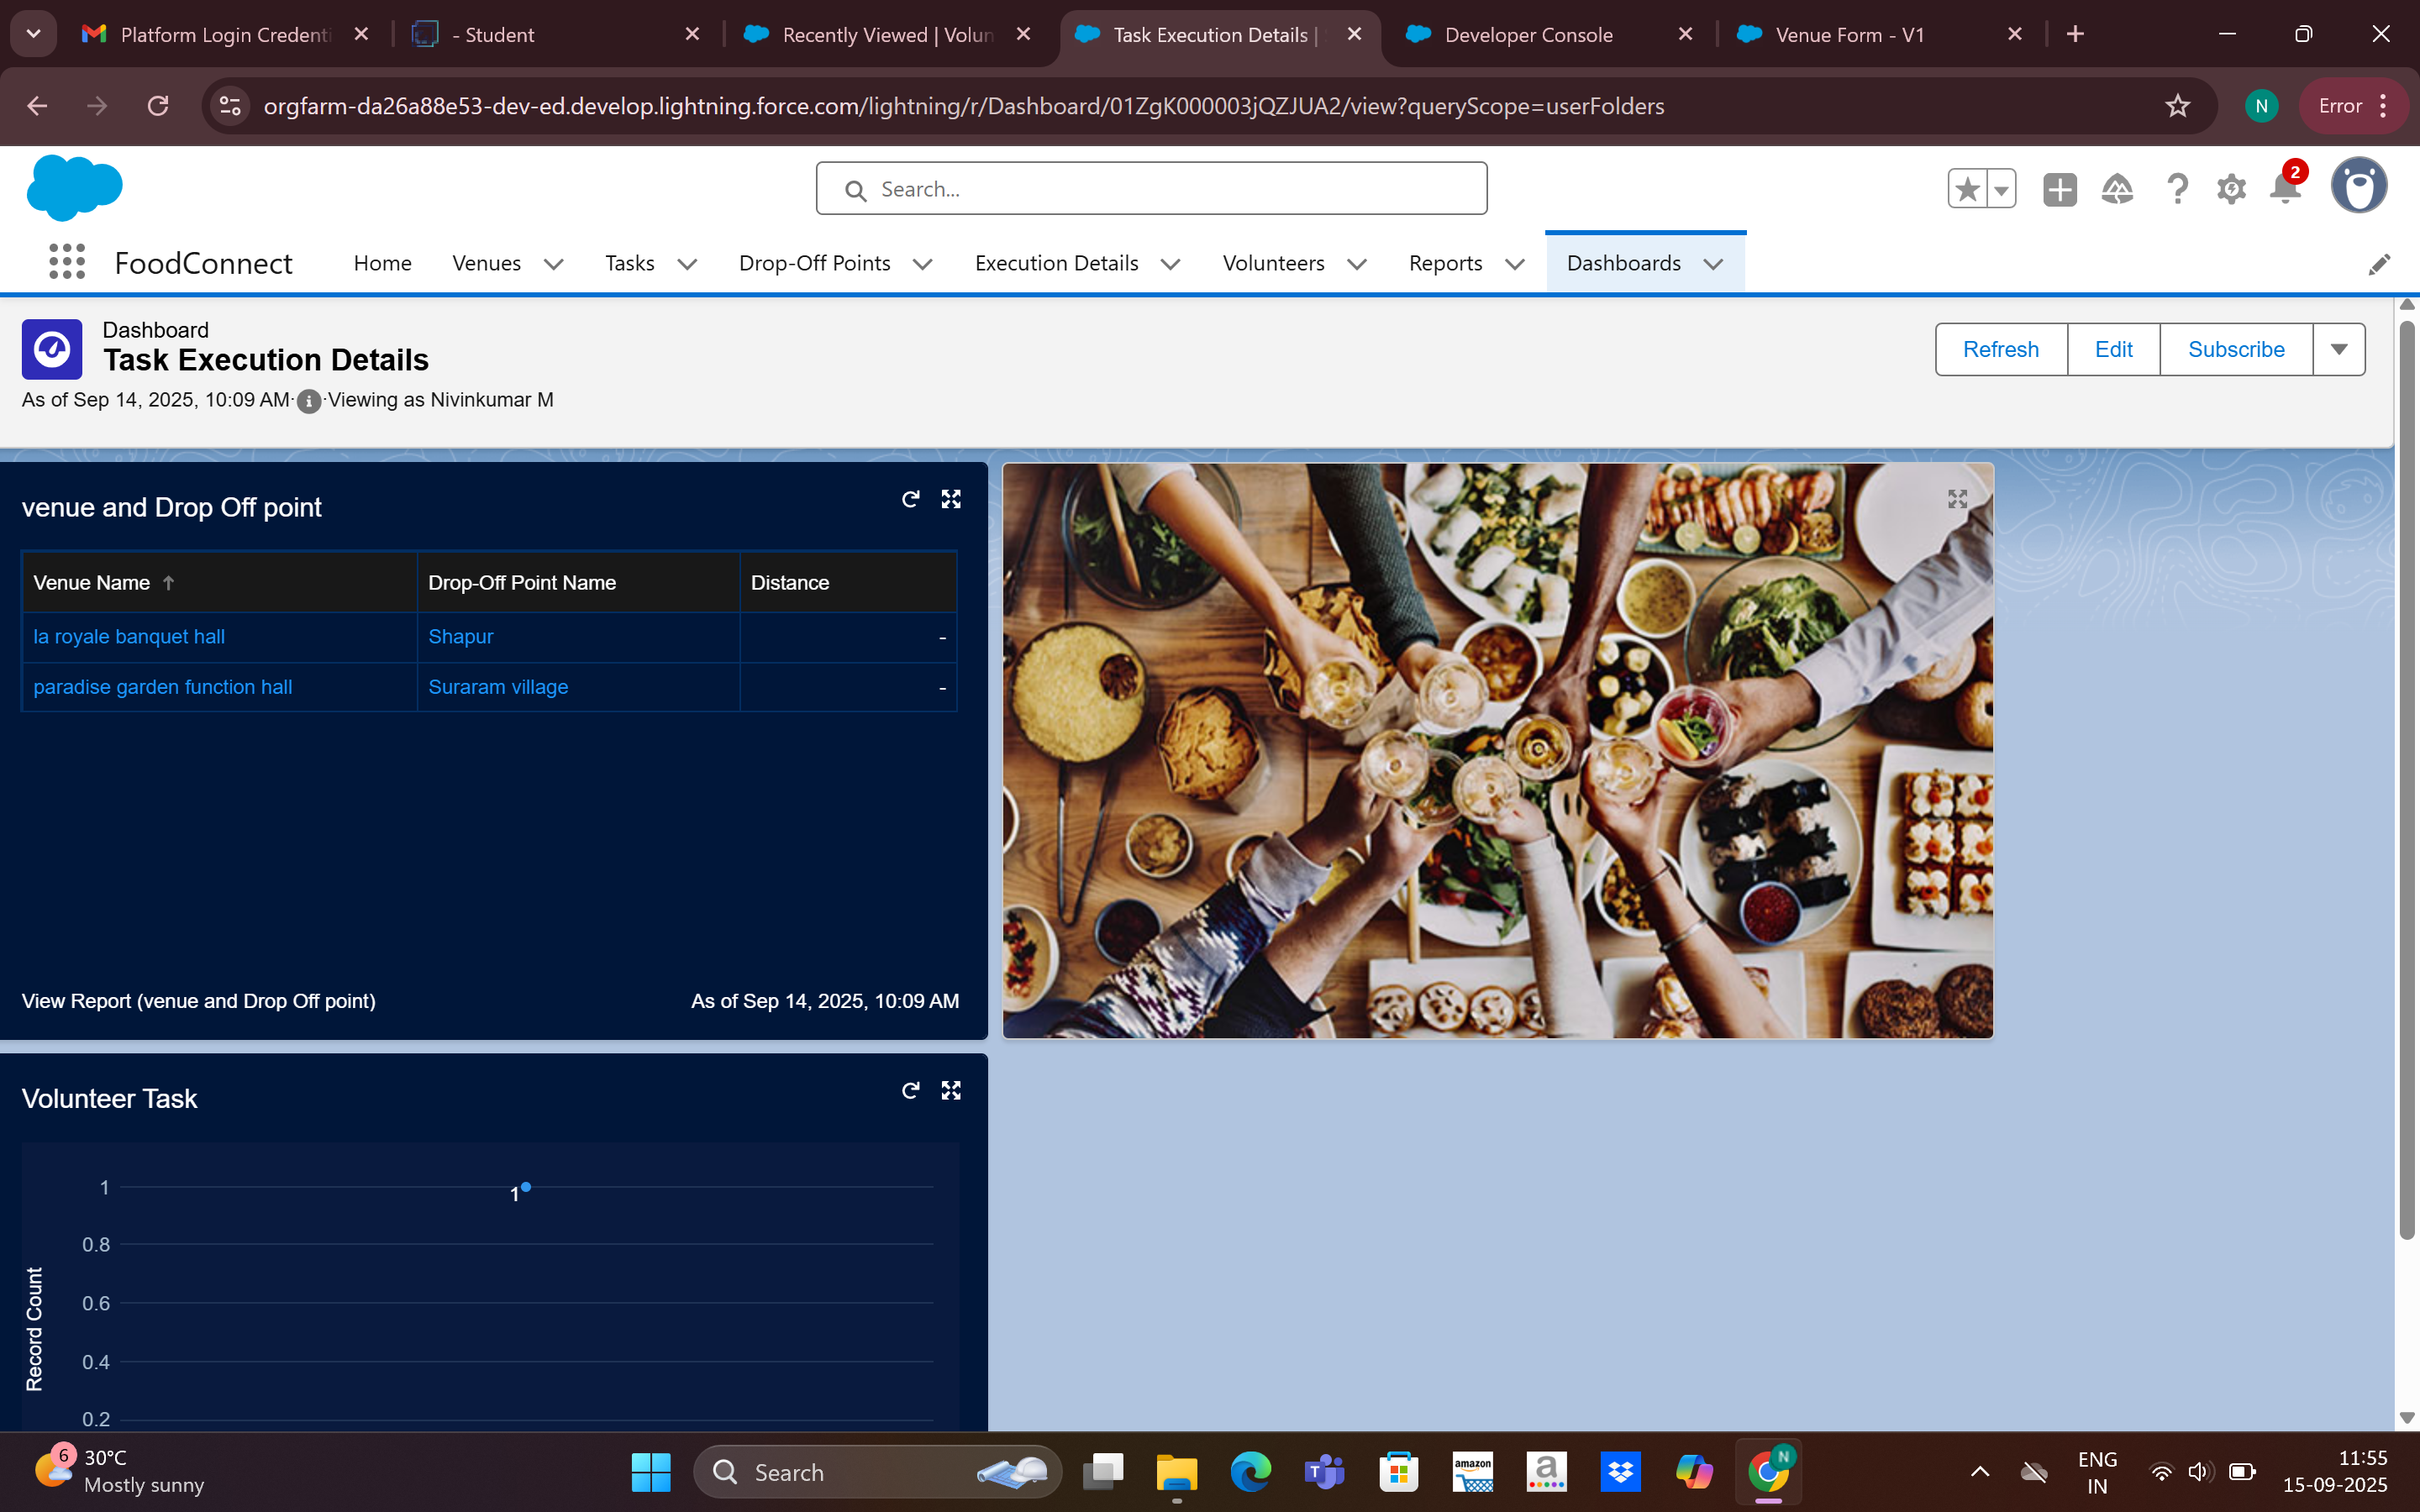 Platform Login Credenti
- Student
Recently Viewed | Volun
Task Execution Details |
Developer Console
Venue Form - V1
orgfarm-da26a88e53-dev-ed.develop.lightning.force.com/lightning/r/Dashboard/01ZgK000003jQZJUA2/view?queryScope=userFolders
N
Error
Search...
2
FoodConnect
Home
Venues
Tasks
Drop-Off Points
Execution Details
Volunteers
Reports
Dashboards
Dashboard
Task Execution Details
As of Sep 14, 2025, 10:09 AM·Viewing as Nivinkumar M
Refresh
Edit
Subscribe
venue and Drop Off point
Venue Name ↑ Drop-Off Point Name Distance
la royale banquet hall Shapur -
paradise garden function hall Suraram village -
View Report (venue and Drop Off point)
As of Sep 14, 2025, 10:09 AM
Volunteer Task
Record Count
1
1
0.8
0.6
0.4
0.2
6
30°C
Mostly sunny
Search
T
amazon
a
N
ENG
IN
11:55
15-09-2025